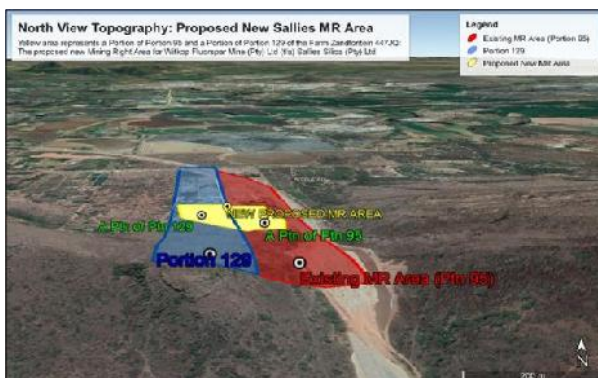 North View Topography: Proposed New Sallies MR Area
Yellow area represents a Portion of Portion 95 and a Portion of Portion 129 of the Farm Zandfontein 447JQ:
The proposed new Mining Right Area for Witkop Fluorspar Mine (Pty) Ltd (t/a) Sallies Silica (Pty) Ltd
Legend
Existing MR Area (Portion 95)
Portion 129
Proposed New MR Area
NEW PROPOSED MR AREA
A Ptn of Ptn 129
A Ptn of Ptn 95
Portion 129
Existing MR Area (Ptn 95)
N
200 m